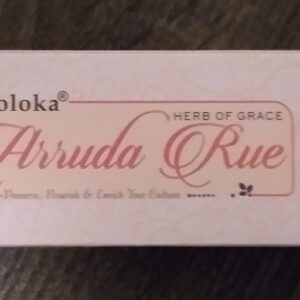 oloka®
HERB OF GRACE
Arruda Rue
Preserve, Nourish & Enrich Your Culture